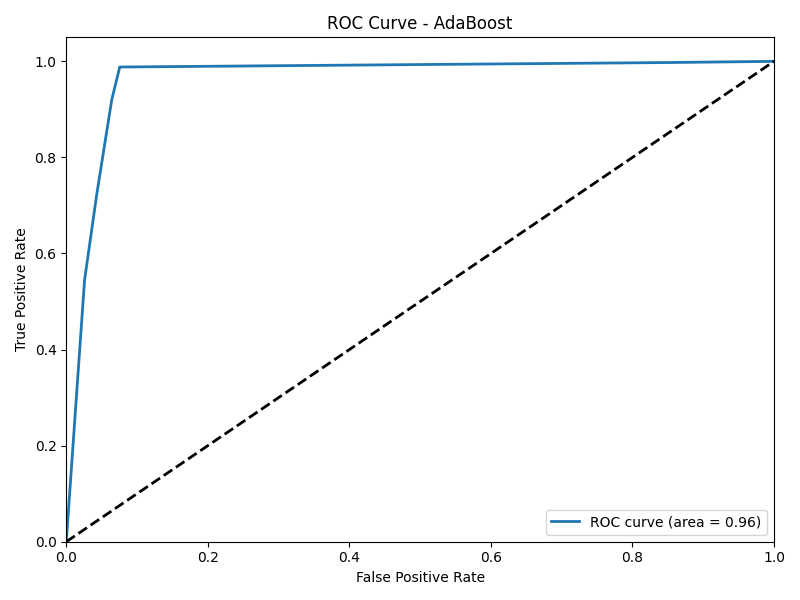 ROC Curve - AdaBoost
1.0
0.8
0.6
0.4
0.2
0.0
True Positive Rate
0.0 0.2 0.4 0.6 0.8 1.0
False Positive Rate
ROC curve (area = 0.96)